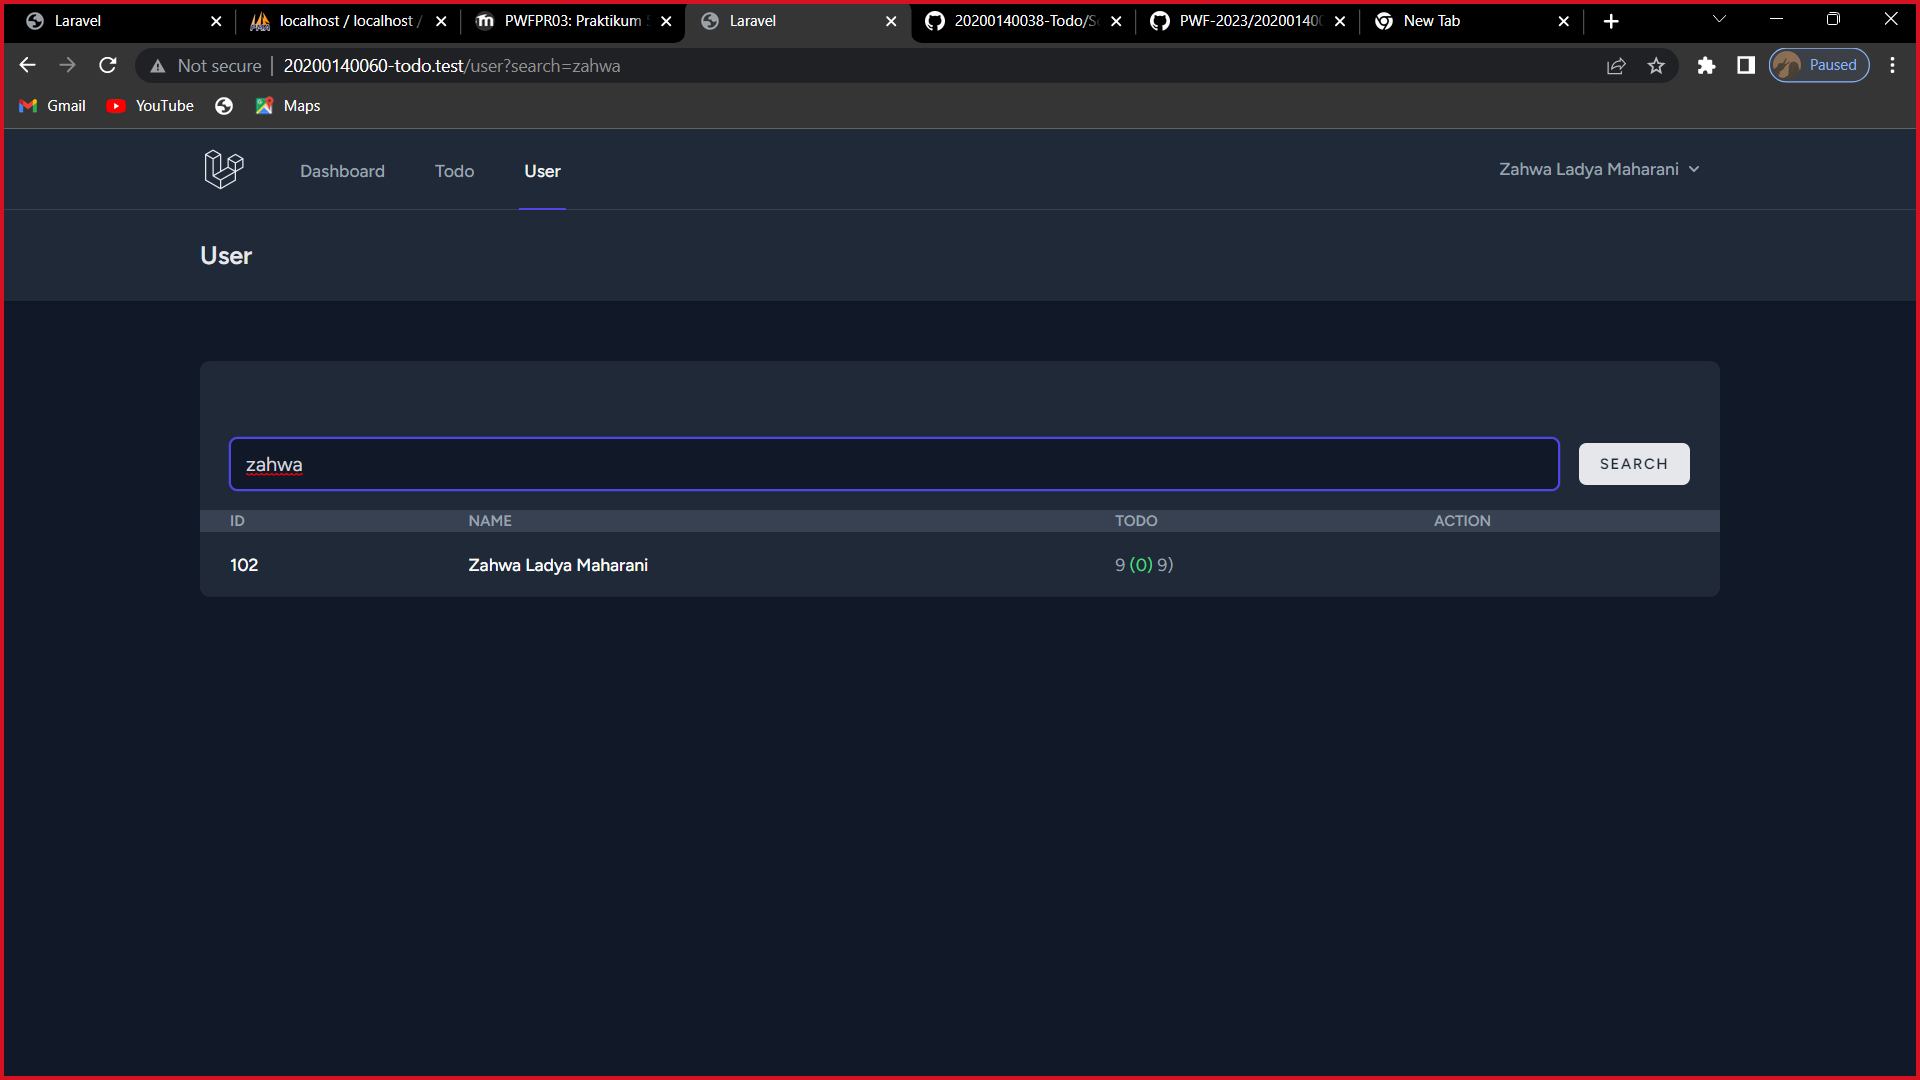 Laravel
localhost / localhost /
PWFPR03: Praktikum
Laravel
20200140038-Todo/
PWF-2023/2020014
New Tab
Not secure
20200140060-todo.test/user?search=zahwa
Paused
Gmail
YouTube
Maps
Dashboard
Todo
User
Zahwa Ladya Maharani
User
zahwa
SEARCH
ID NAME TODO ACTION
102 Zahwa Ladya Maharani 9 (0) 9)